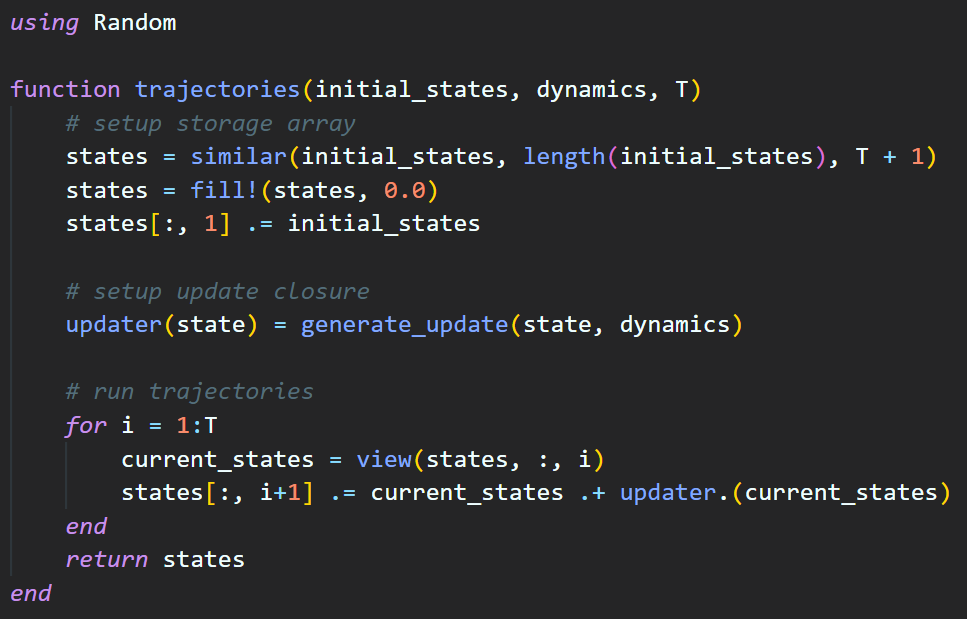 using Random

function trajectories(initial_states, dynamics, T)
    # setup storage array
    states = similar(initial_states, length(initial_states), T + 1)
    states = fill!(states, 0.0)
    states[:, 1] .= initial_states

    # setup update closure
    updater(state) = generate_update(state, dynamics)

    # run trajectories
    for i = 1:T
        current_states = view(states, :, i)
        states[:, i+1] .= current_states .+ updater.(current_states)
    end
    return states
end